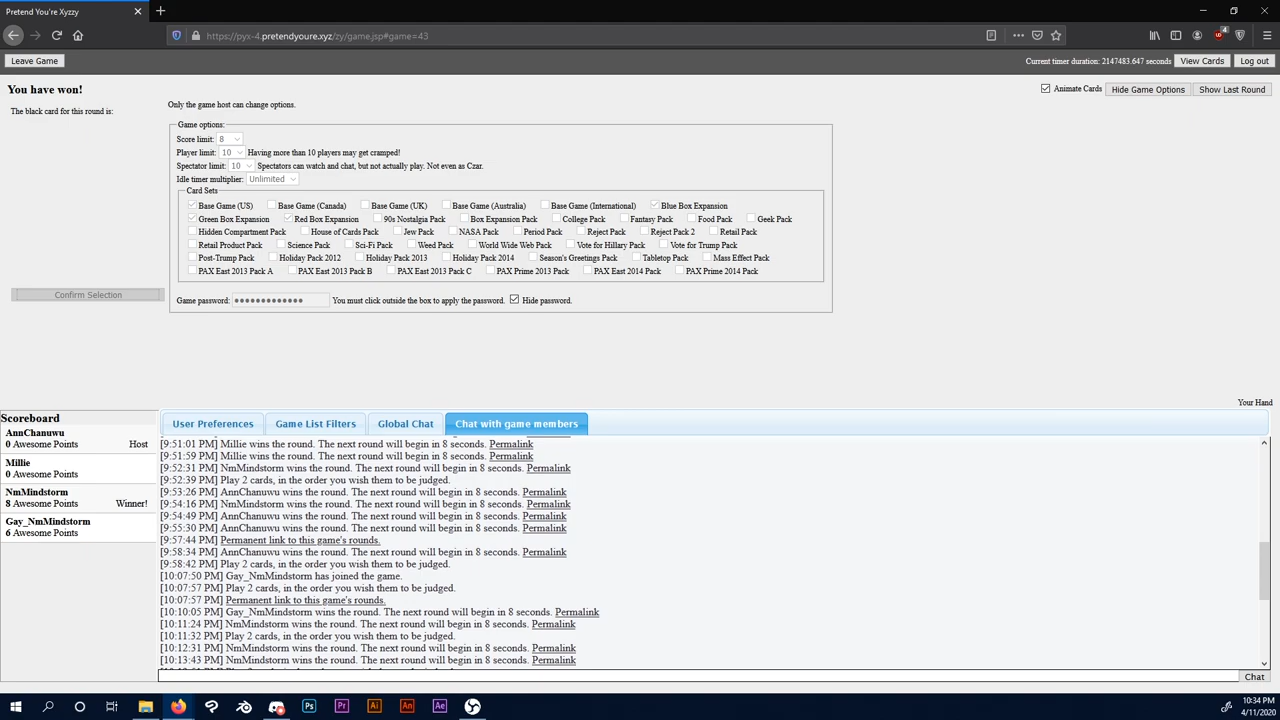 Pretend You're Xyzzy
https://pyx-4.pretendyoure.xyz/zy/game.jsp#game=43
Leave Game
Current timer duration: 2147483.647 seconds
View Cards
Log out
You have won!
Animate Cards
Hide Game Options
Show Last Round
The black card for this round is:
Only the game host can change options.
Game options:
Score limit: 8
Player limit: 10 Having more than 10 players may get cramped!
Spectator limit: 10 Spectators can watch and chat, but not actually play. Not even as Czar.
Idle timer multiplier: Unlimited
Card Sets
Base Game (US) Base Game (Canada) Base Game (UK) Base Game (Australia) Base Game (International) Blue Box Expansion
Green Box Expansion Red Box Expansion 90s Nostalgia Pack Box Expansion Pack College Pack Fantasy Pack Food Pack Geek Pack
Hidden Compartment Pack House of Cards Pack Jew Pack NASA Pack Period Pack Reject Pack Reject Pack 2 Retail Pack
Retail Product Pack Science Pack Sci-Fi Pack Weed Pack World Wide Web Pack Vote for Hillary Pack Vote for Trump Pack
Post-Trump Pack Holiday Pack 2012 Holiday Pack 2013 Holiday Pack 2014 Season's Greetings Pack Tabletop Pack Mass Effect Pack
PAX East 2013 Pack A PAX East 2013 Pack B PAX East 2013 Pack C PAX Prime 2013 Pack PAX East 2014 Pack PAX Prime 2014 Pack
Confirm Selection
Game password: ●●●●●●●●●●●●● You must click outside the box to apply the password. Hide password.
Your Hand
Scoreboard
AnnChanuwu
0 Awesome Points Host
Millie
0 Awesome Points
NmMindstorm
8 Awesome Points Winner!
Gay_NmMindstorm
6 Awesome Points
User Preferences
Game List Filters
Global Chat
Chat with game members
[9:51:01 PM] Millie wins the round. The next round will begin in 8 seconds. Permalink
[9:51:59 PM] Millie wins the round. The next round will begin in 8 seconds. Permalink
[9:52:31 PM] NmMindstorm wins the round. The next round will begin in 8 seconds. Permalink
[9:52:39 PM] Play 2 cards, in the order you wish them to be judged.
[9:53:26 PM] AnnChanuwu wins the round. The next round will begin in 8 seconds. Permalink
[9:54:16 PM] NmMindstorm wins the round. The next round will begin in 8 seconds. Permalink
[9:54:49 PM] AnnChanuwu wins the round. The next round will begin in 8 seconds. Permalink
[9:55:30 PM] AnnChanuwu wins the round. The next round will begin in 8 seconds. Permalink
[9:57:44 PM] Permanent link to this game's rounds.
[9:58:34 PM] AnnChanuwu wins the round. The next round will begin in 8 seconds. Permalink
[9:58:42 PM] Play 2 cards, in the order you wish them to be judged.
[10:07:50 PM] Gay_NmMindstorm has joined the game.
[10:07:57 PM] Play 2 cards, in the order you wish them to be judged.
[10:07:57 PM] Permanent link to this game's rounds.
[10:10:05 PM] Gay_NmMindstorm wins the round. The next round will begin in 8 seconds. Permalink
[10:11:24 PM] NmMindstorm wins the round. The next round will begin in 8 seconds. Permalink
[10:11:32 PM] Play 2 cards, in the order you wish them to be judged.
[10:12:31 PM] NmMindstorm wins the round. The next round will begin in 8 seconds. Permalink
[10:13:43 PM] NmMindstorm wins the round. The next round will begin in 8 seconds. Permalink
Chat
Ps
Pr
Ai
An
Ae
10:34 PM
4/11/2020